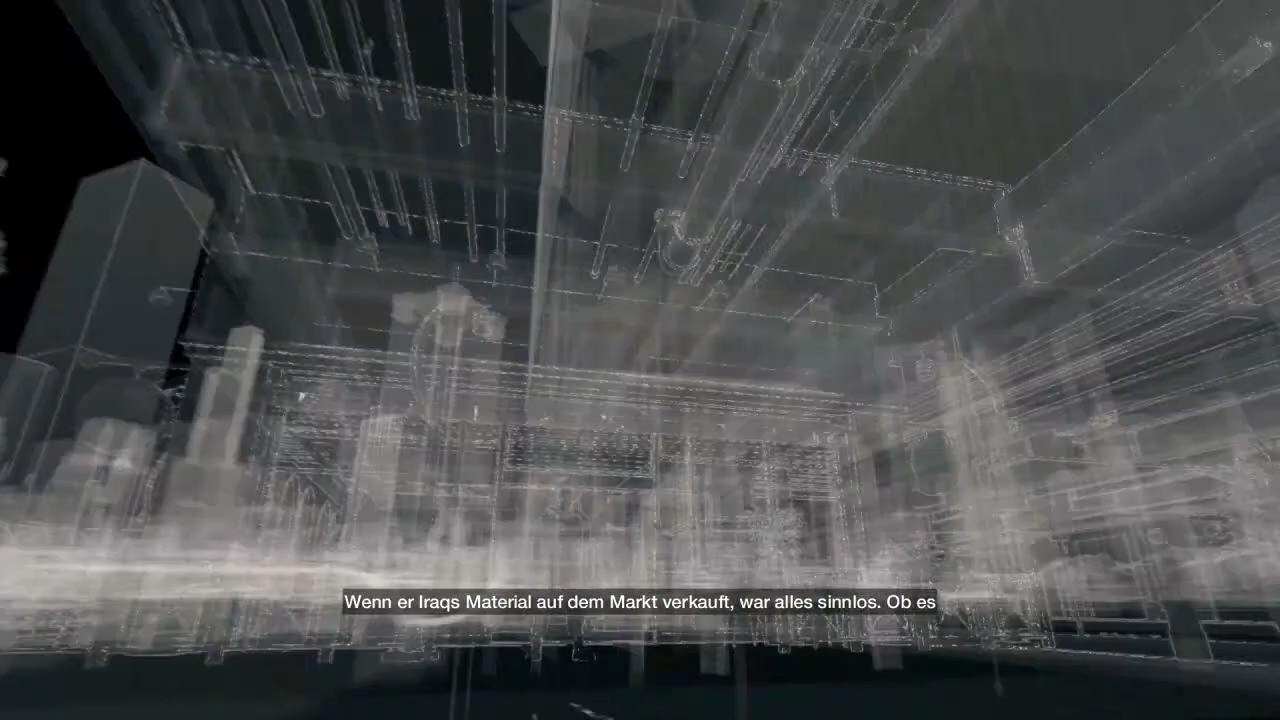 Wenn er Iraqs Material auf dem Markt verkauft, war alles sinnlos. Ob es